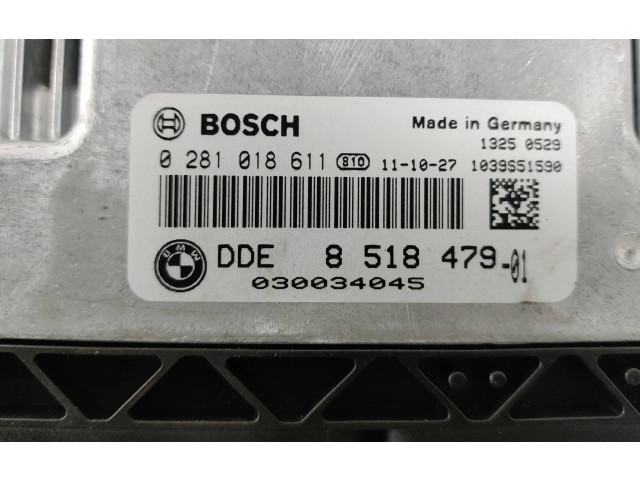 BOSCH
Made in Germany
1325 0529
0 281 018 611 810 11-10-27 1039S51590
BMW DDE 8 518 479-01
030034045